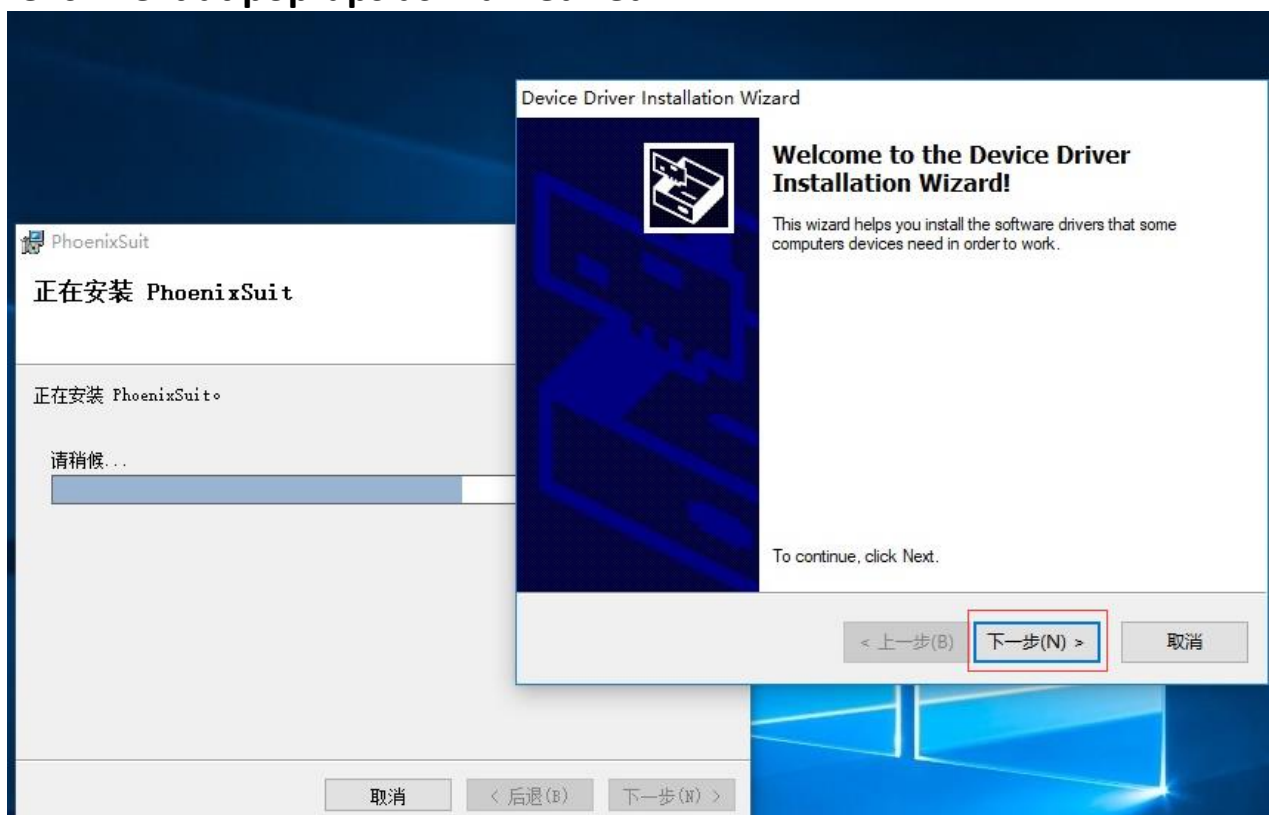 Device Driver Installation Wizard
Welcome to the Device Driver
Installation Wizard!
This wizard helps you install the software drivers that some
computers devices need in order to work.
To continue, click Next.
< 上一步(B)
下一步(N) >
取消
PhoenixSuit
正在安装 PhoenixSuit
正在安装 PhoenixSuit。
请稍候...
取消
< 后退(B)
下一步(N) >